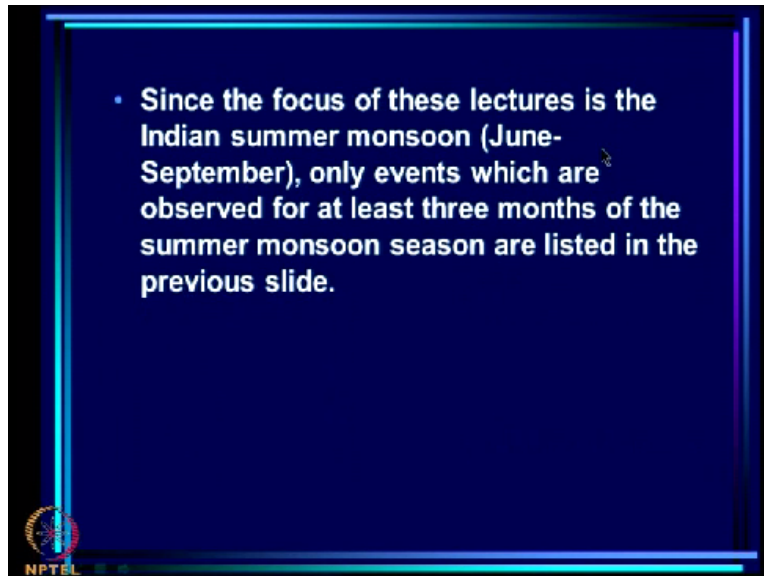 • Since the focus of these lectures is the
Indian summer monsoon (June-
September), only events which are
observed for at least three months of the
summer monsoon season are listed in the
previous slide.
NPTEL